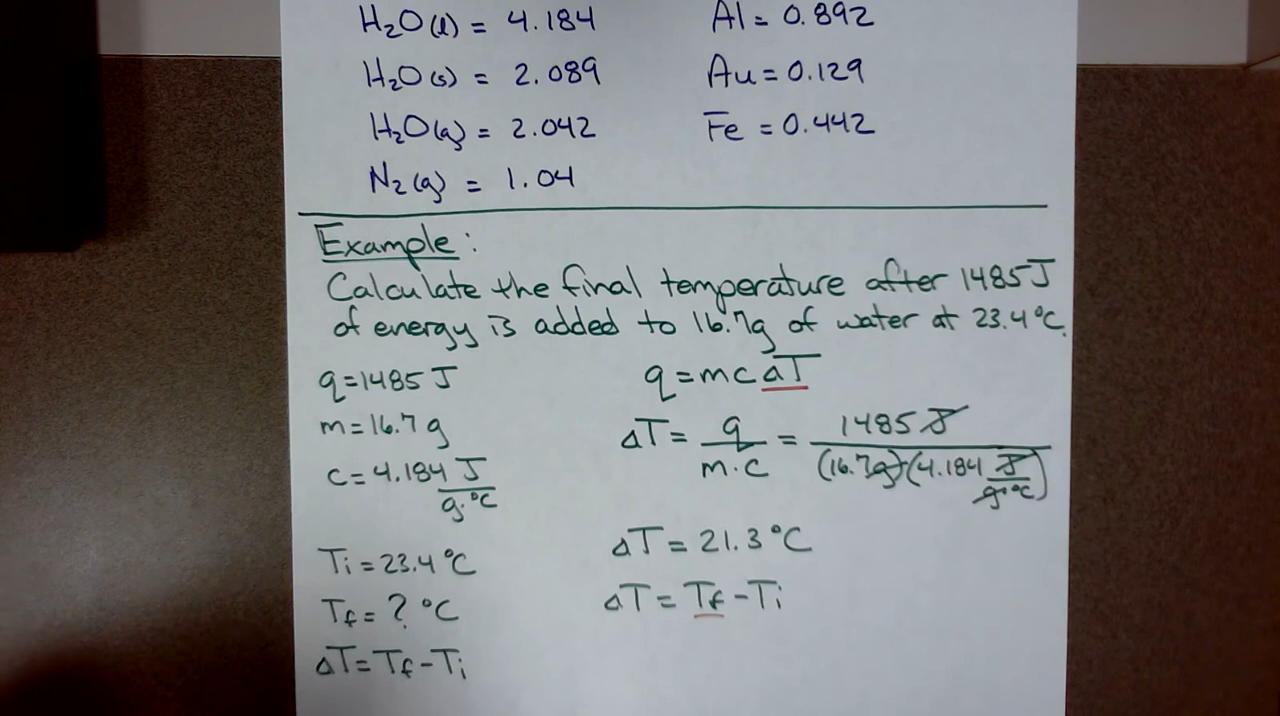 H₂O(l) = 4.184
Al = 0.892
H₂O(s) = 2.089
Au = 0.129
H₂O(g) = 2.042
Fe = 0.442
N₂(g) = 1.04
Example:
Calculate the final temperature after 1485J
of energy is added to 16.7g of water at 23.4°C.
q=1485 J
m=16.7 g
c=4.184 J/g·°C
Ti=23.4°C
Tf=? °C
ΔT=Tf-Ti
q=mcΔT
ΔT = q/m·c = 1485 J/(16.7g)(4.184 J/g·°C)
ΔT = 21.3°C
ΔT = Tf-Ti